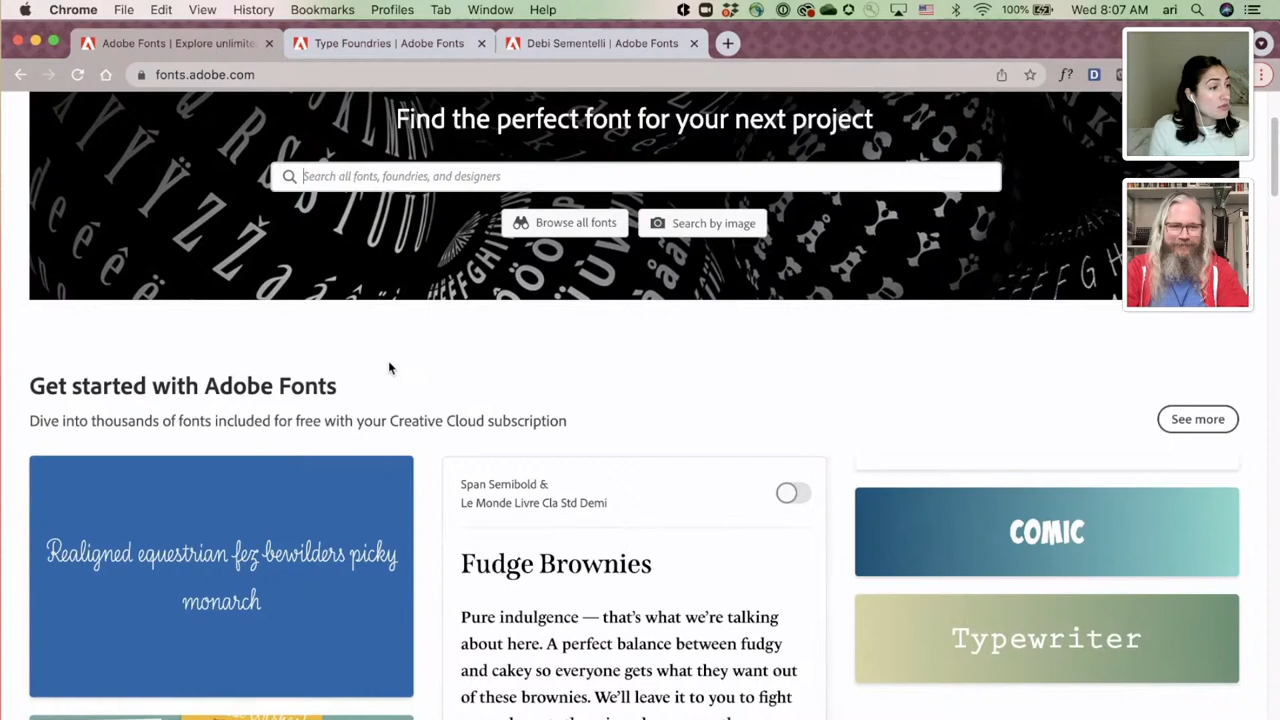 Chrome File Edit View History Bookmarks Profiles Tab Window Help 100% Wed 8:07 AM ari
Adobe Fonts | Explore unlimite
Type Foundries | Adobe Fonts
Debi Sementelli | Adobe Fonts
fonts.adobe.com
f?
D
Find the perfect font for your next project
Search all fonts, foundries, and designers
Browse all fonts
Search by image
Get started with Adobe Fonts
Dive into thousands of fonts included for free with your Creative Cloud subscription
See more
Realigned equestrian fez bewilders picky
monarch
Span Semibold &
Le Monde Livre Cla Std Demi
Fudge Brownies
Pure indulgence — that's what we're talking
about here. A perfect balance between fudgy
and cakey so everyone gets what they want out
of these brownies. We'll leave it to you to fight
COMIC
Typewriter